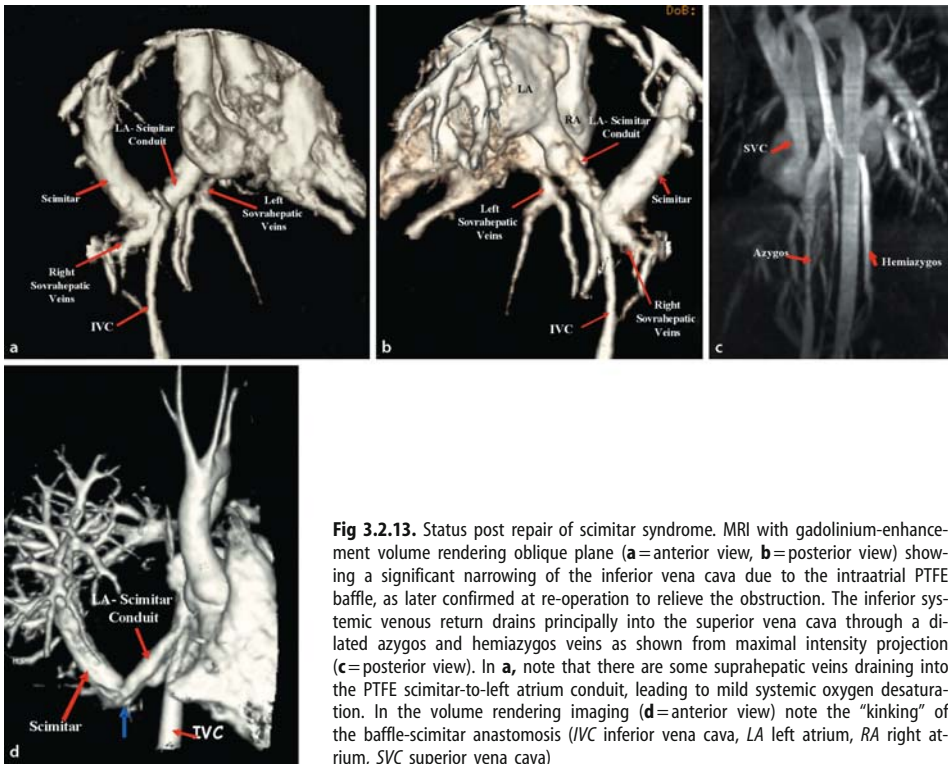 DoB:
LA- Scimitar
Conduit
Scimitar
Left
Sovrahepatic
Veins
Right
Sovrahepatic
Veins
IVC
a
LA
RA
LA- Scimitar
Conduit
Left
Sovrahepatic
Veins
Scimitar
IVC
Right
Sovrahepatic
Veins
b
SVC
Azygos
Hemiazygos
c
LA- Scimitar
Conduit
Scimitar
IVC
d
Fig 3.2.13. Status post repair of scimitar syndrome. MRI with gadolinium-enhance-
ment volume rendering oblique plane (a=anterior view, b=posterior view) show-
ing a significant narrowing of the inferior vena cava due to the intraatrial PTFE
baffle, as later confirmed at re-operation to relieve the obstruction. The inferior sys-
temic venous return drains principally into the superior vena cava through a di-
lated azygos and hemiazygos veins as shown from maximal intensity projection
(c=posterior view). In a, note that there are some suprahepatic veins draining into
the PTFE scimitar-to-left atrium conduit, leading to mild systemic oxygen desatura-
tion. In the volume rendering imaging (d=anterior view) note the “kinking” of
the baffle-scimitar anastomosis (IVC inferior vena cava, LA left atrium, RA right at-
rium, SVC superior vena cava)